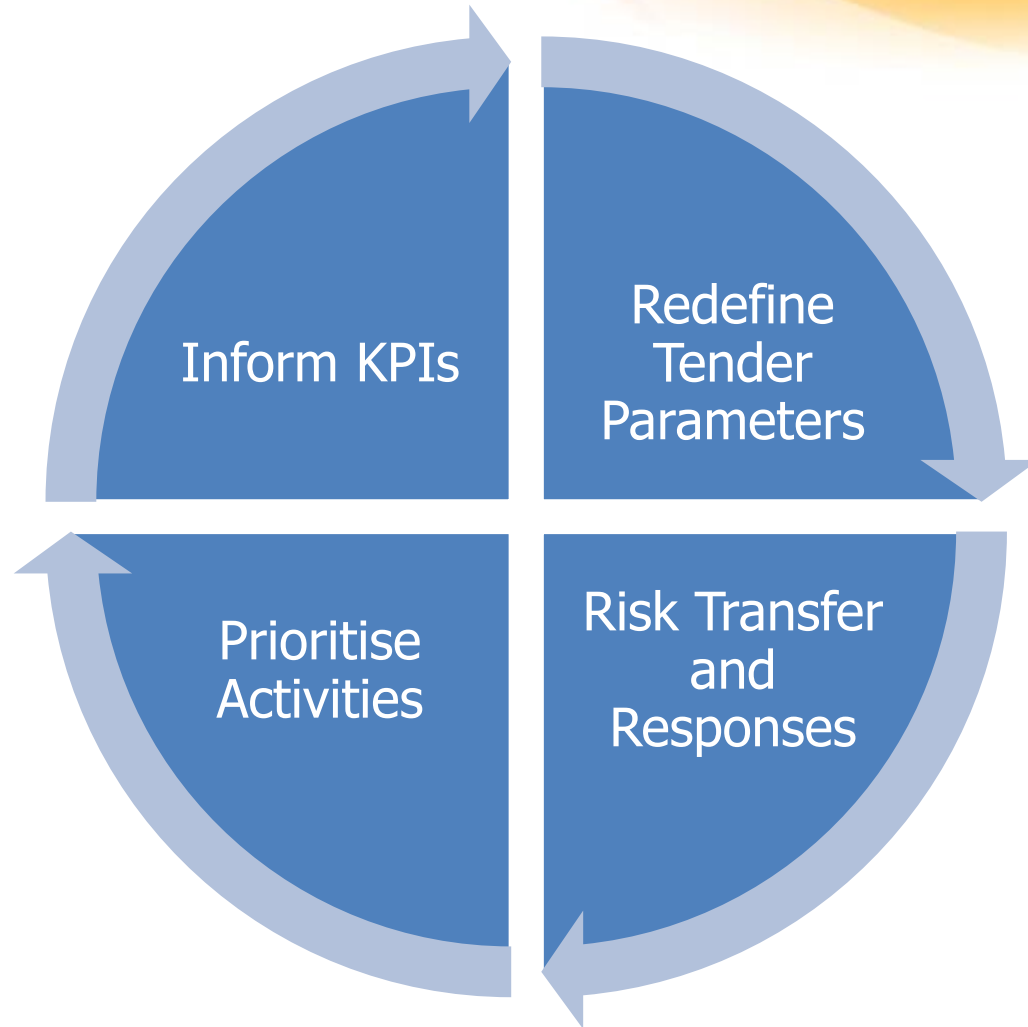 Inform KPIs
Redefine
Tender
Parameters
Prioritise
Activities
Risk Transfer
and
Responses